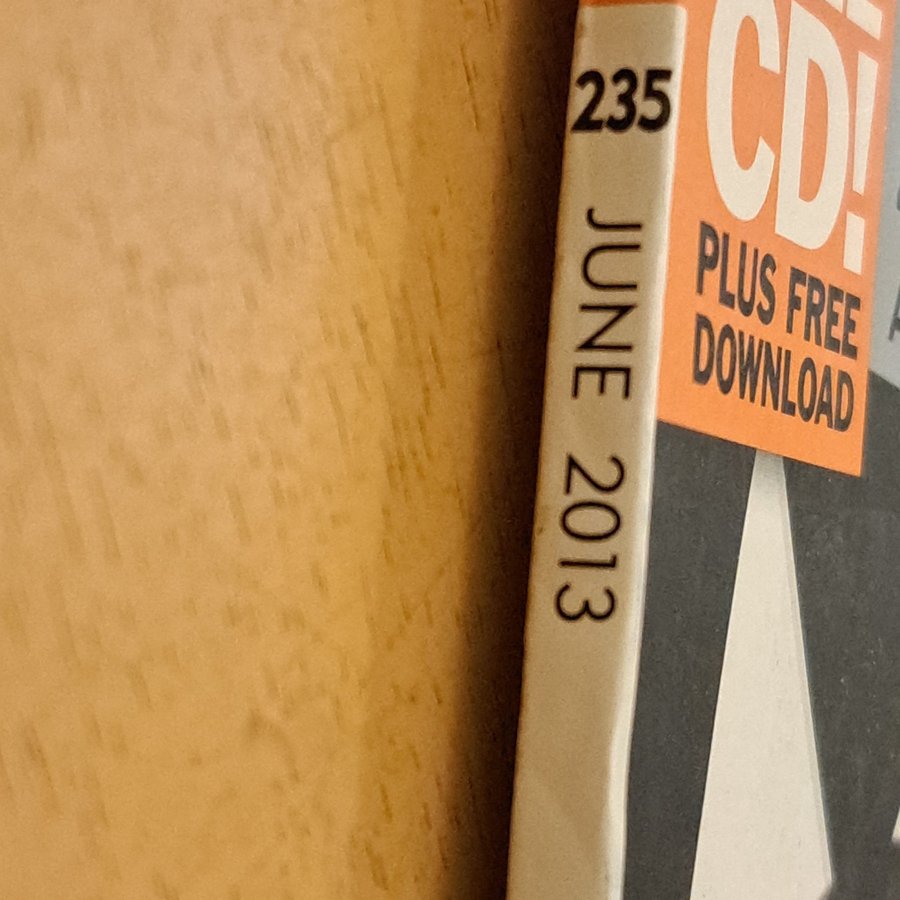 235
JUNE 2013
CD!
PLUS FREE
DOWNLOAD